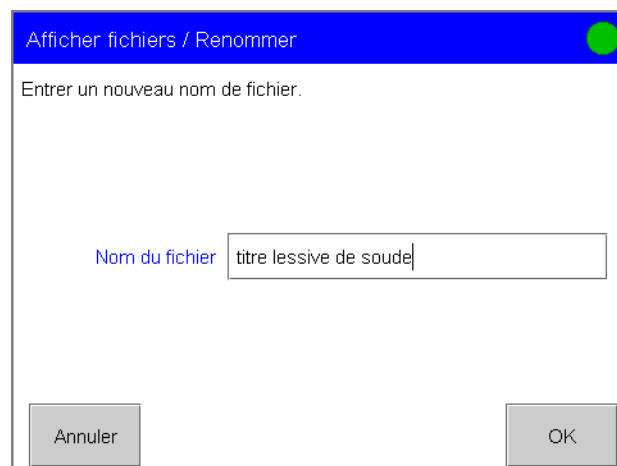 Afficher fichiers / Renommer
Entrer un nouveau nom de fichier.
Nom du fichier titre lessive de soude
Annuler OK